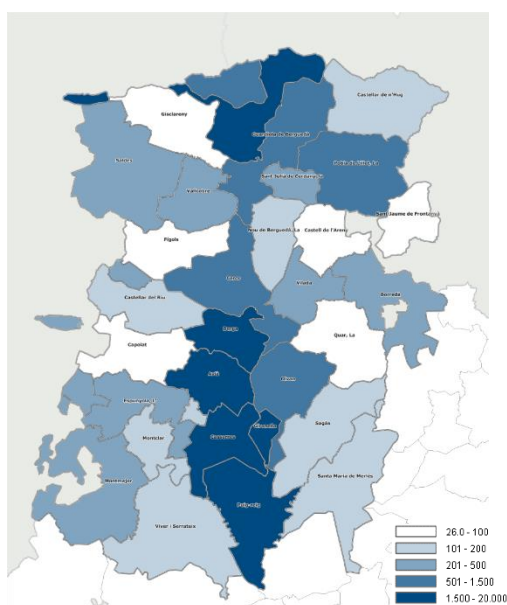 Castellar de n'Hug
Gisclareny
Guardiola de Berguedà
Pobla de Lillet, La
Saldes
Sant Julià de Cerdanyola
Vallcebre
Sant Jaume de Frontanyà
Nou de Berguedà, La
Castell de l'Areny
Fígols
Cercs
Vilada
Borredà
Castellar del Riu
Berga
Quar, La
Capolat
Avià
Olvan
Espunyola, L'
Gironella
Sagàs
Montclar
Casserres
Santa Maria de Merlès
Montmajor
Puig-reig
Viver i Serrateix
26.0 - 100
101 - 200
201 - 500
501 - 1.500
1.500 - 20.000